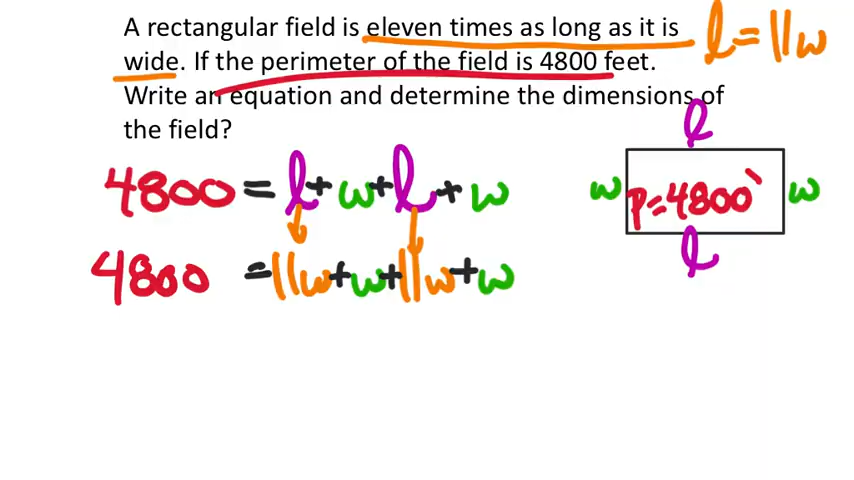 A rectangular field is eleven times as long as it is
wide. If the perimeter of the field is 4800 feet.
Write an equation and determine the dimensions of
the field?
l = 11w
4800 = l + w + l + w
4800 = 11w + w + 11w + w
l
w P=4800' w
l